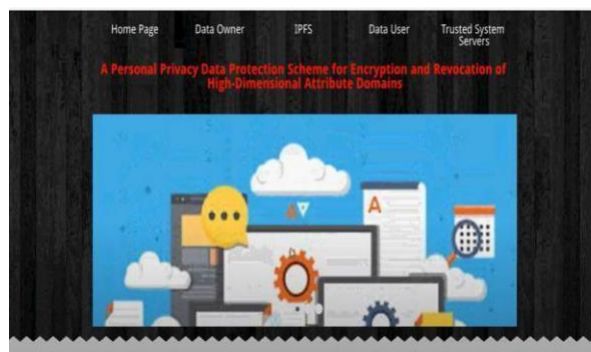 Home Page
Data Owner
IPFS
Data User
Trusted System
Servers
A Personal Privacy Data Protection Scheme for Encryption and Revocation of
High-Dimensional Attribute Domains
A